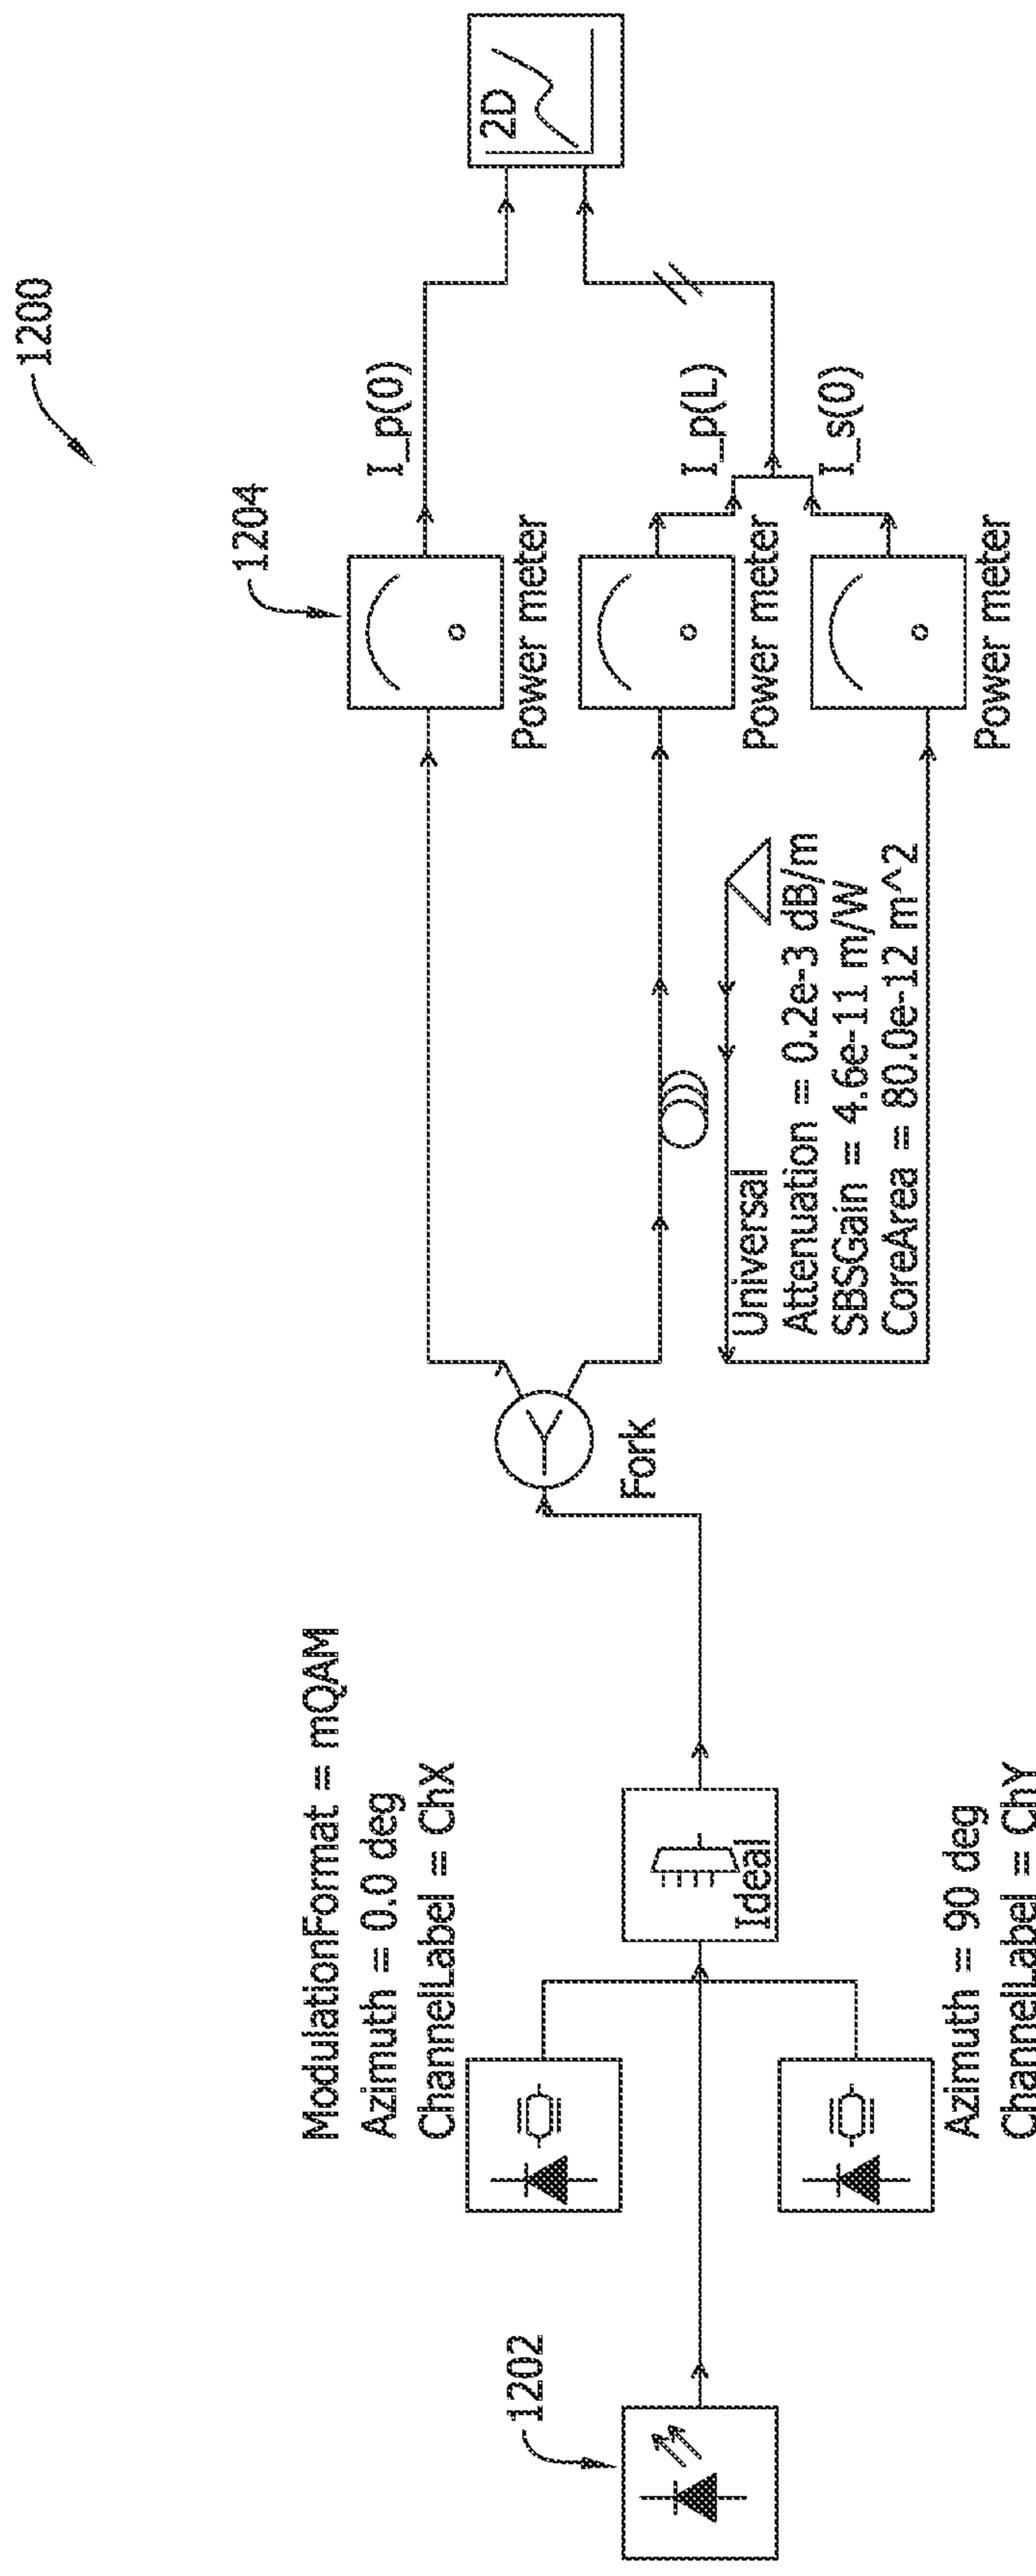 1200
1202
ModulationFormat = mQAM
Azimuth = 0.0 deg
ChannelLabel = ChX
Azimuth = 90 deg
ChannelLabel = ChY
Ideal
Y
Fork
Universal
Attenuation = 0.2e-3 dB/m
SBSGain = 4.6e-11 m/W
CoreArea = 80.0e-12 m^2
1204
Power meter
Power meter
Power meter
I_p(0)
I_p(L)
I_s(0)
2D